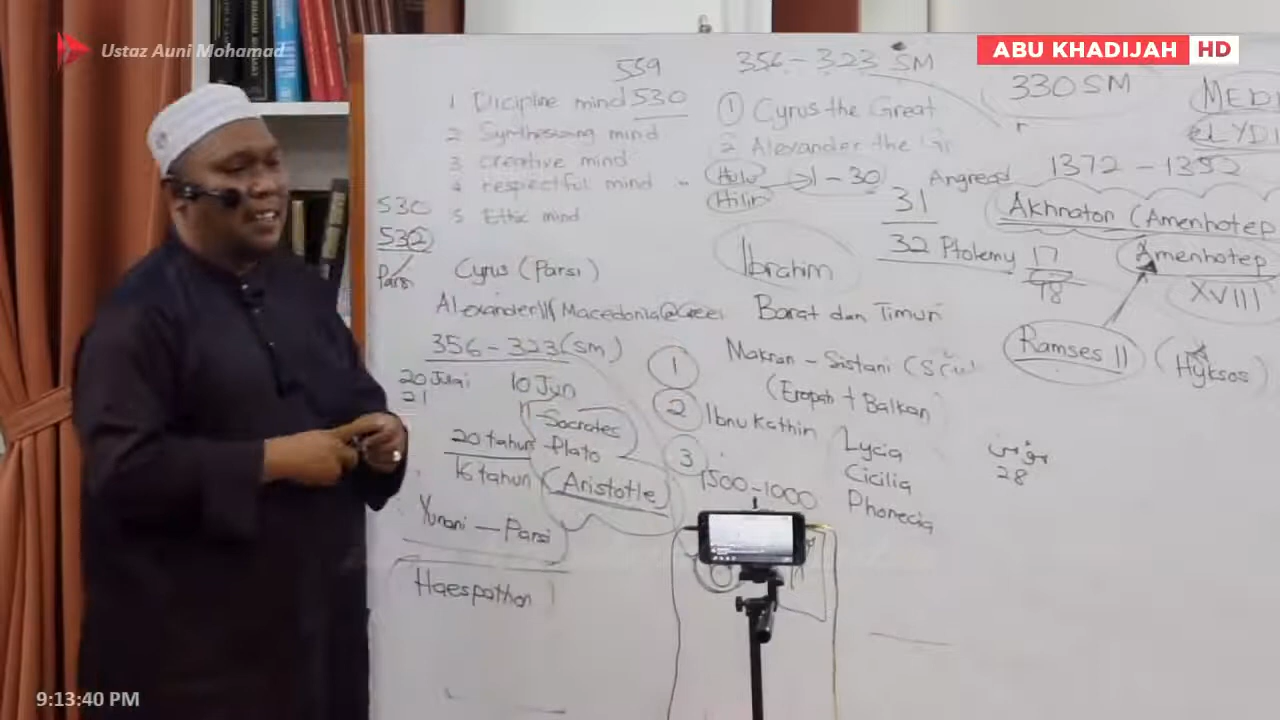 Ustaz Auni Mohamad
ABU KHADIJAH HD
559
356 - 323 SM
330 SM
1 Dicipline mind 530
2 Synthesizing mind
3 creative mind
4 respectful mind
5 Ethic mind
① Cyrus the Great
2 Alexander the Gr
1 - 30
31
32 Ptolemy
Angread
1372 - 1352
Akhnaton (Amenhotep
17
18
Amenhotep
XVIII
530
532
Parsi
Cyrus (Parsi)
Ibrahim
Alexander III Macedonia@Greek
Barat dan Timur
Ramses II
(Hyksos)
356 - 323 (SM)
20 Julai
21
10 Jun
①
Makran - Sistani
(Eropah + Balkan)
② Ibnu Kathir
③
1500 - 1000
Lycia
Cicilia
Phonecia
28
Socrates
20 tahun Plato
16 tahun (Aristotle)
Yunani - Parsi
Haespathon
9:13:40 PM